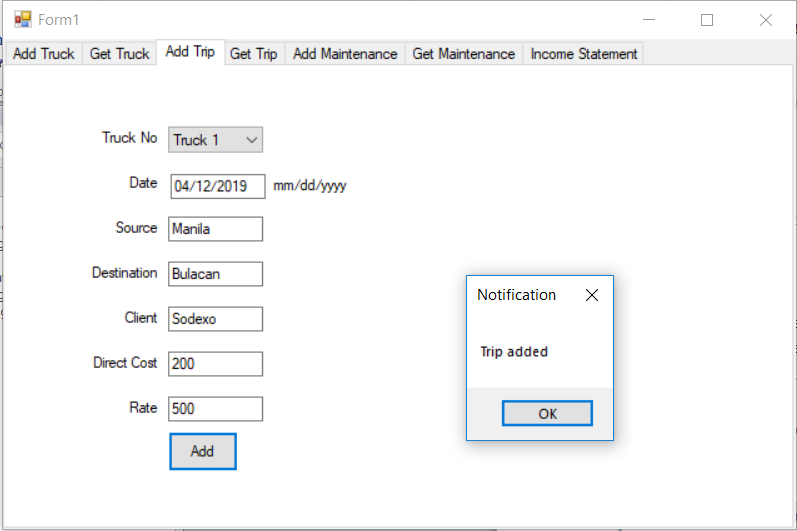 Form1
Add Truck Get Truck Add Trip Get Trip Add Maintenance Get Maintenance Income Statement
Truck No Truck 1
Date 04/12/2019 mm/dd/yyyy
Source Manila
Destination Bulacan
Client Sodexo
Direct Cost 200
Rate 500
Add
Notification
Trip added
OK